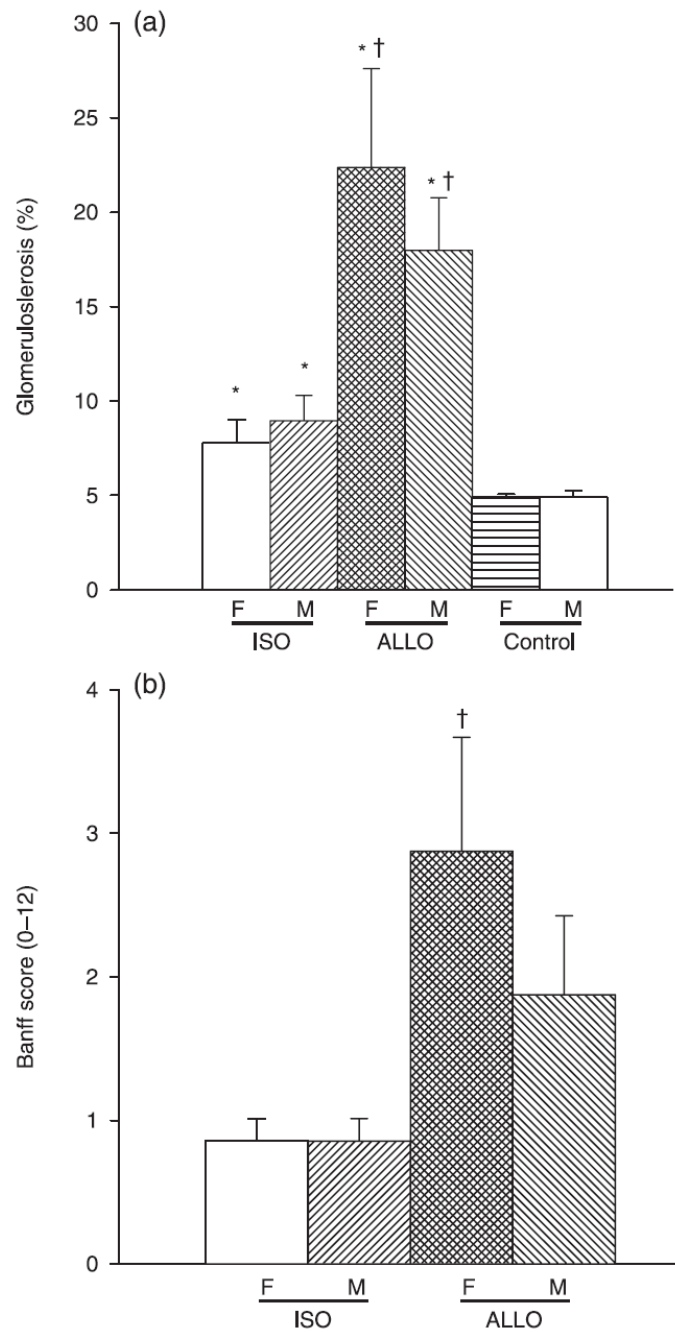 (a)
* †
* †
* *
Glomeruloslerosis (%)
30
25
20
15
10
5
0
F M F M F M
ISO ALLO Control
(b)
†
Banff score (0–12)
4
3
2
1
0
F M F M
ISO ALLO